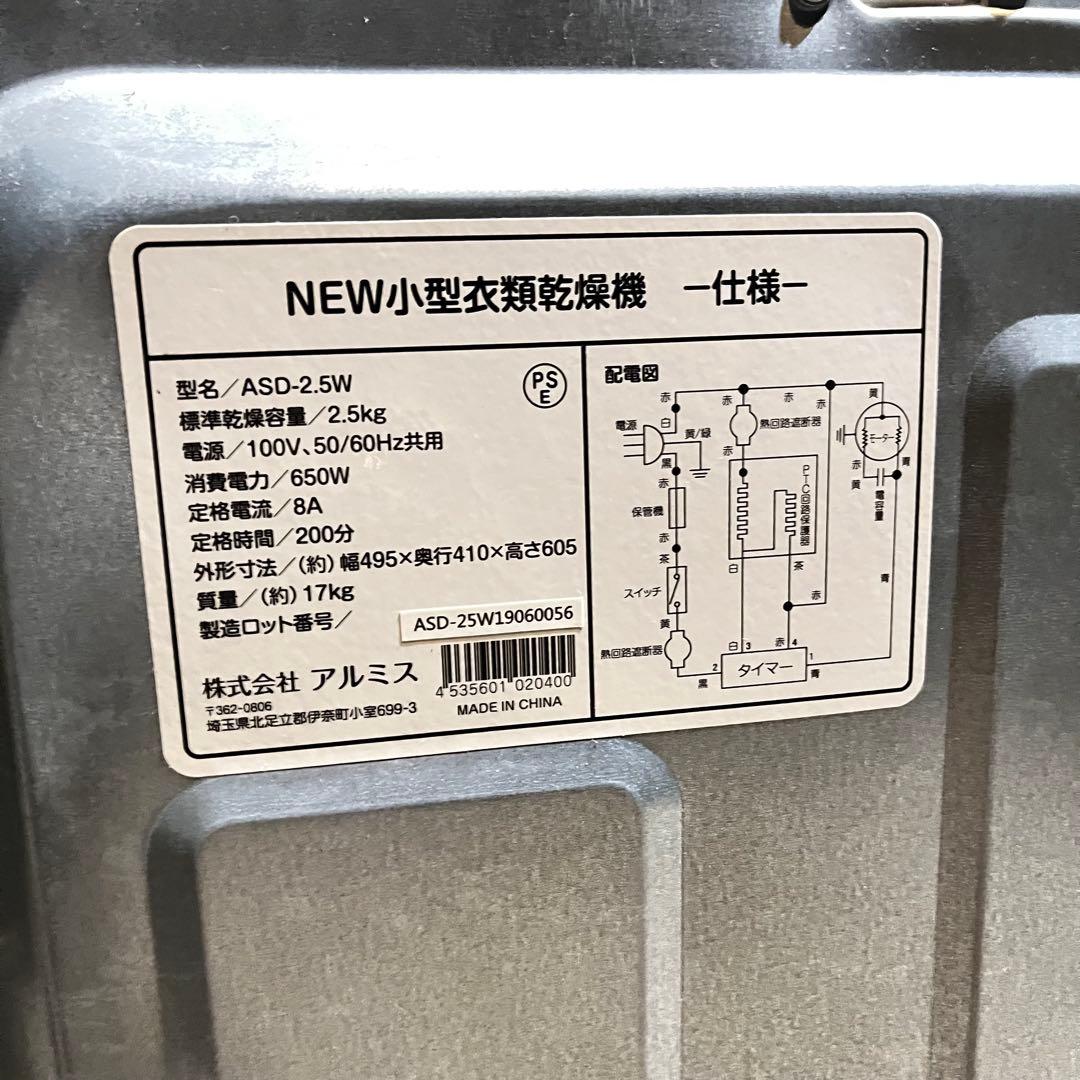 NEW小型衣類乾燥機 ー仕様ー
型名／ASD-2.5W
標準乾燥容量／2.5kg
電源／100V、50/60Hz共用
消費電力／650W
定格電流／8A
定格時間／200分
外形寸法／(約) 幅495×奥行410×高さ605
質量／(約) 17kg
製造ロット番号／
ASD-25W19060056
PS
E
株式会社 アルミス
〒362-0806
埼玉県北足立郡伊奈町小室699-3
4 535601 020400
MADE IN CHINA
配電図
赤
赤
赤
赤
黄
電源
白
黄/緑
黒
熱回路遮断器
モーター
赤
赤
黄
青
電容量
保管機
赤
赤
PTC回路保護器
茶
白
茶
スイッチ
赤
青
黄
熱回路遮断器
白 3
赤 4
1
2
タイマー
黒
青